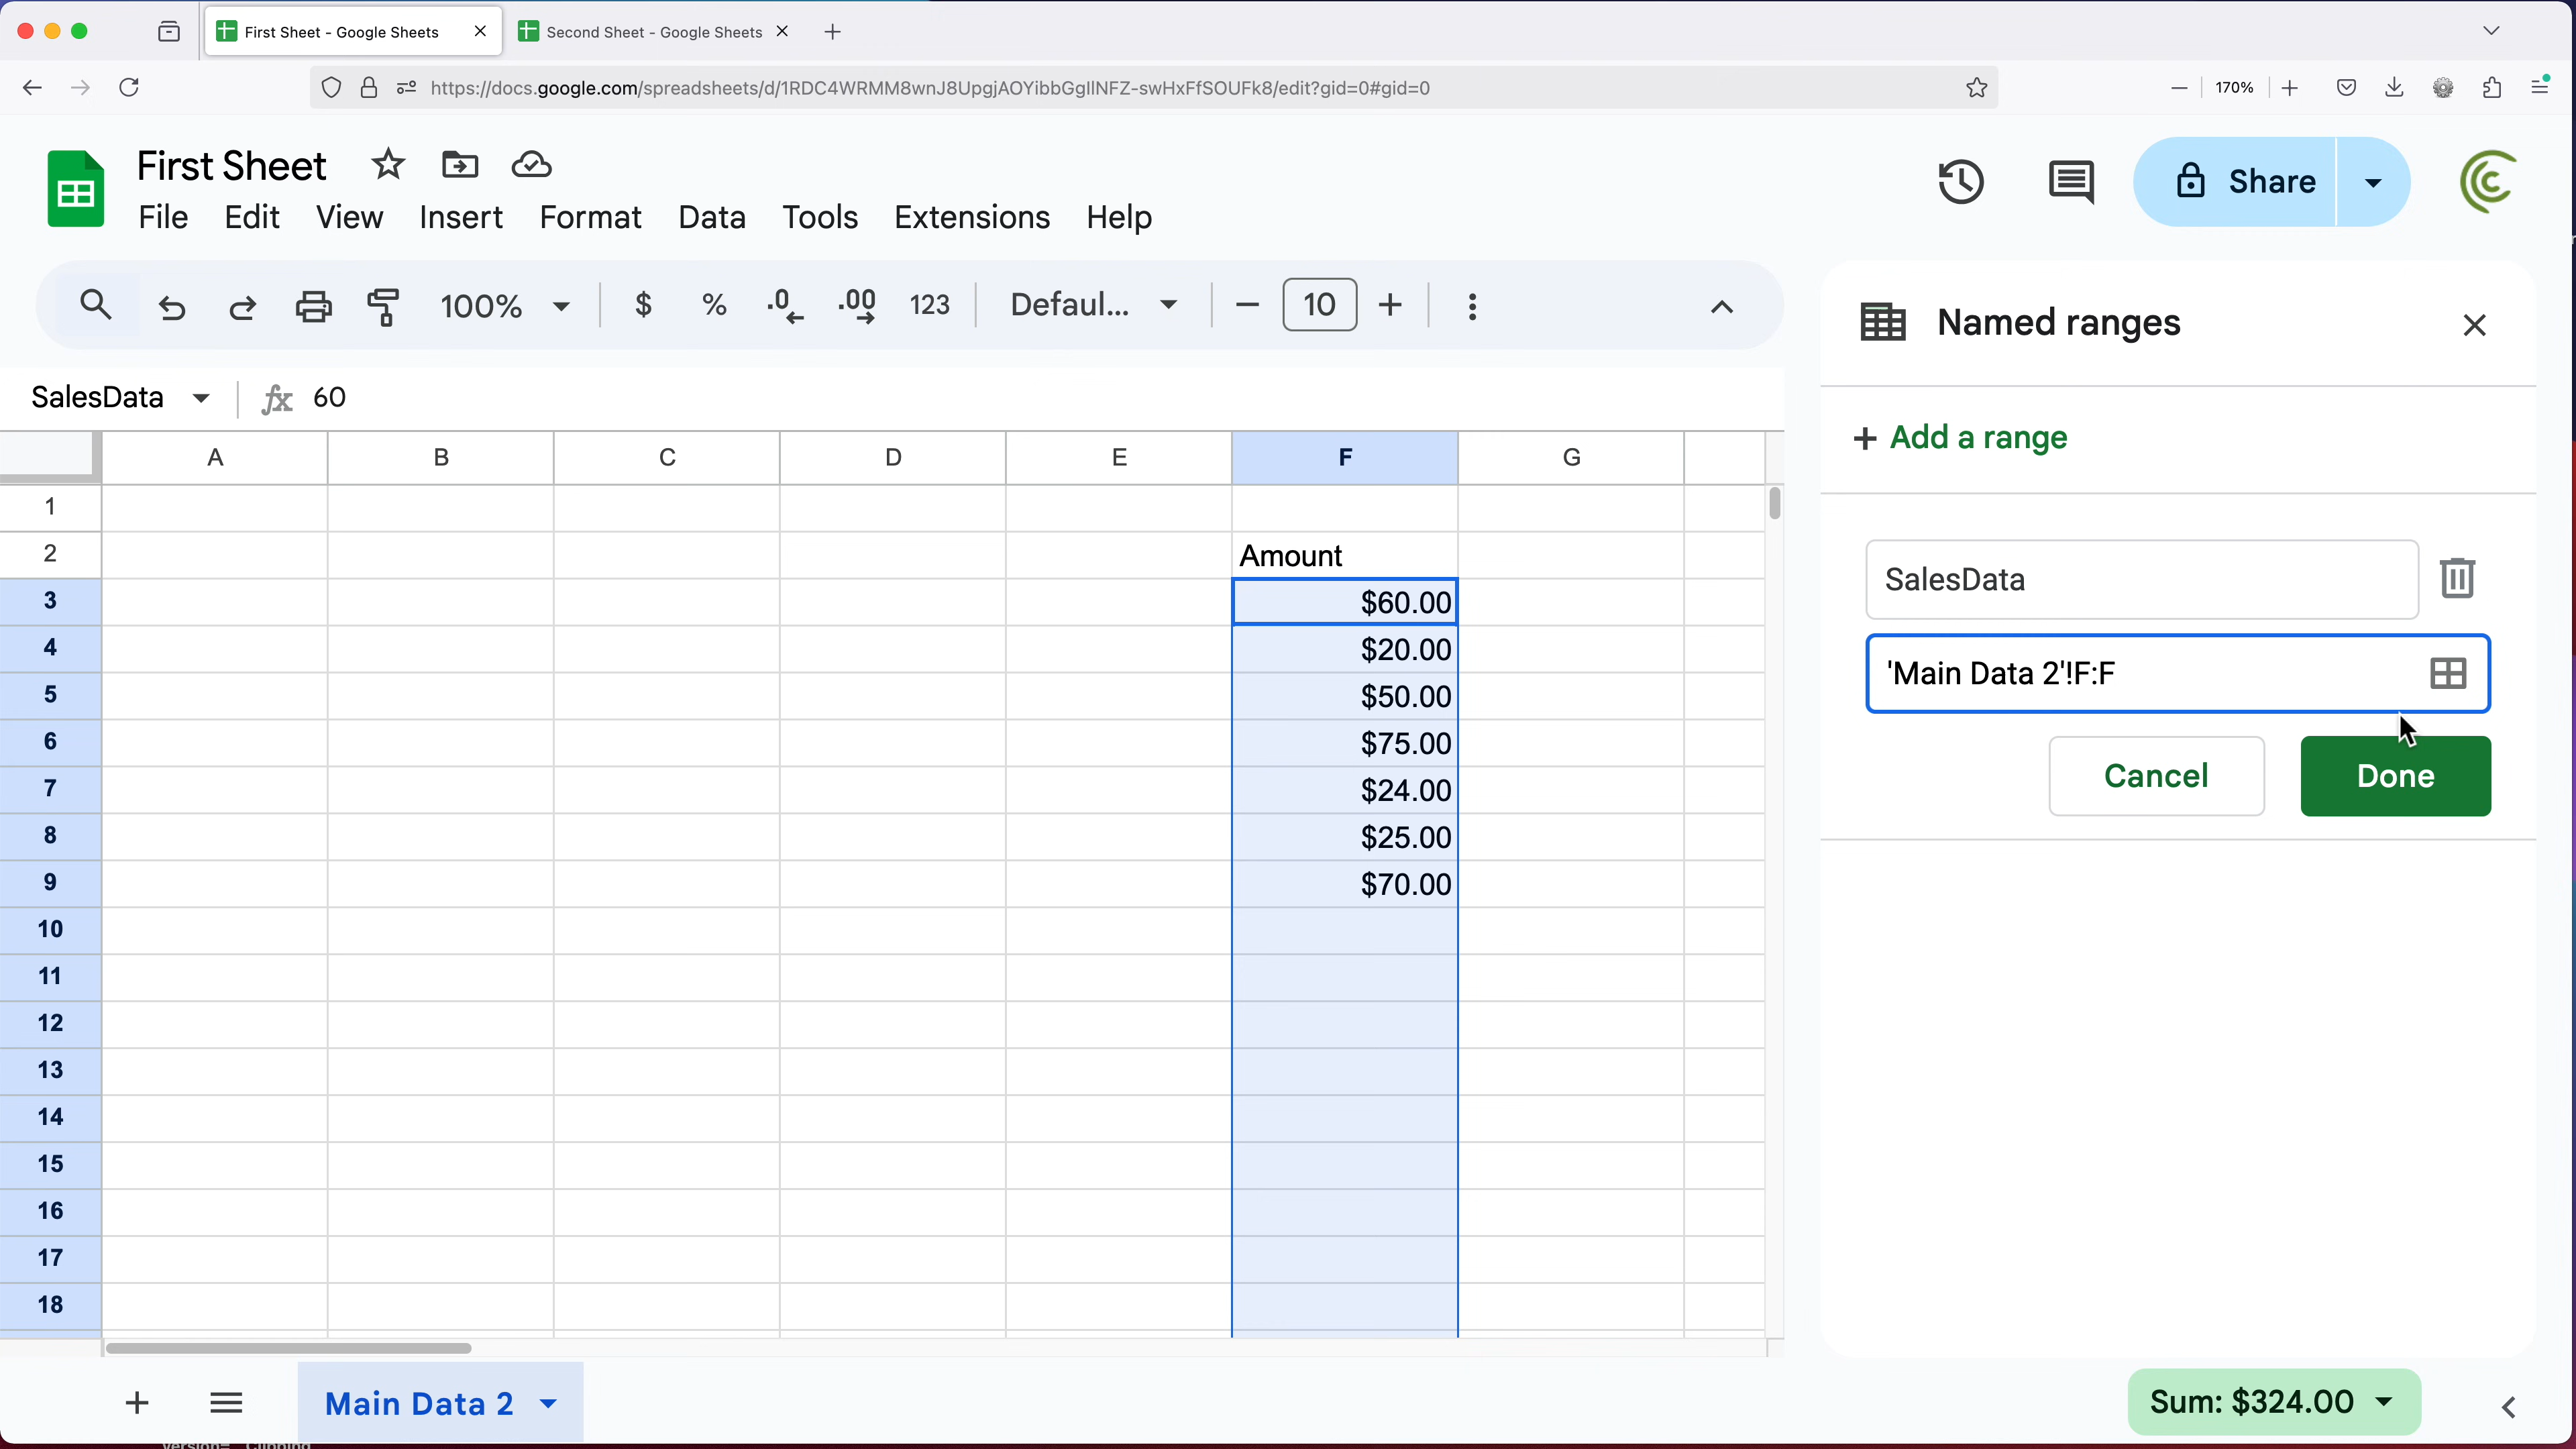 First Sheet - Google Sheets
Second Sheet - Google Sheets
https://docs.google.com/spreadsheets/d/1RDC4WRMM8wnJ8UpgjAOYibbGgIlNFZ-swHxFfSOUFk8/edit?gid=0#gid=0
170%
First Sheet
Share
File Edit View Insert Format Data Tools Extensions Help
100% $ % .0 .00 123 Defaul... 10
Named ranges
SalesData fx 60
+ Add a range
A B C D E F G
1
2 Amount
3 $60.00
4 $20.00
5 $50.00
6 $75.00
7 $24.00
8 $25.00
9 $70.00
10
11
12
13
14
15
16
17
18
SalesData
'Main Data 2'!F:F
Cancel Done
Main Data 2
Sum: $324.00